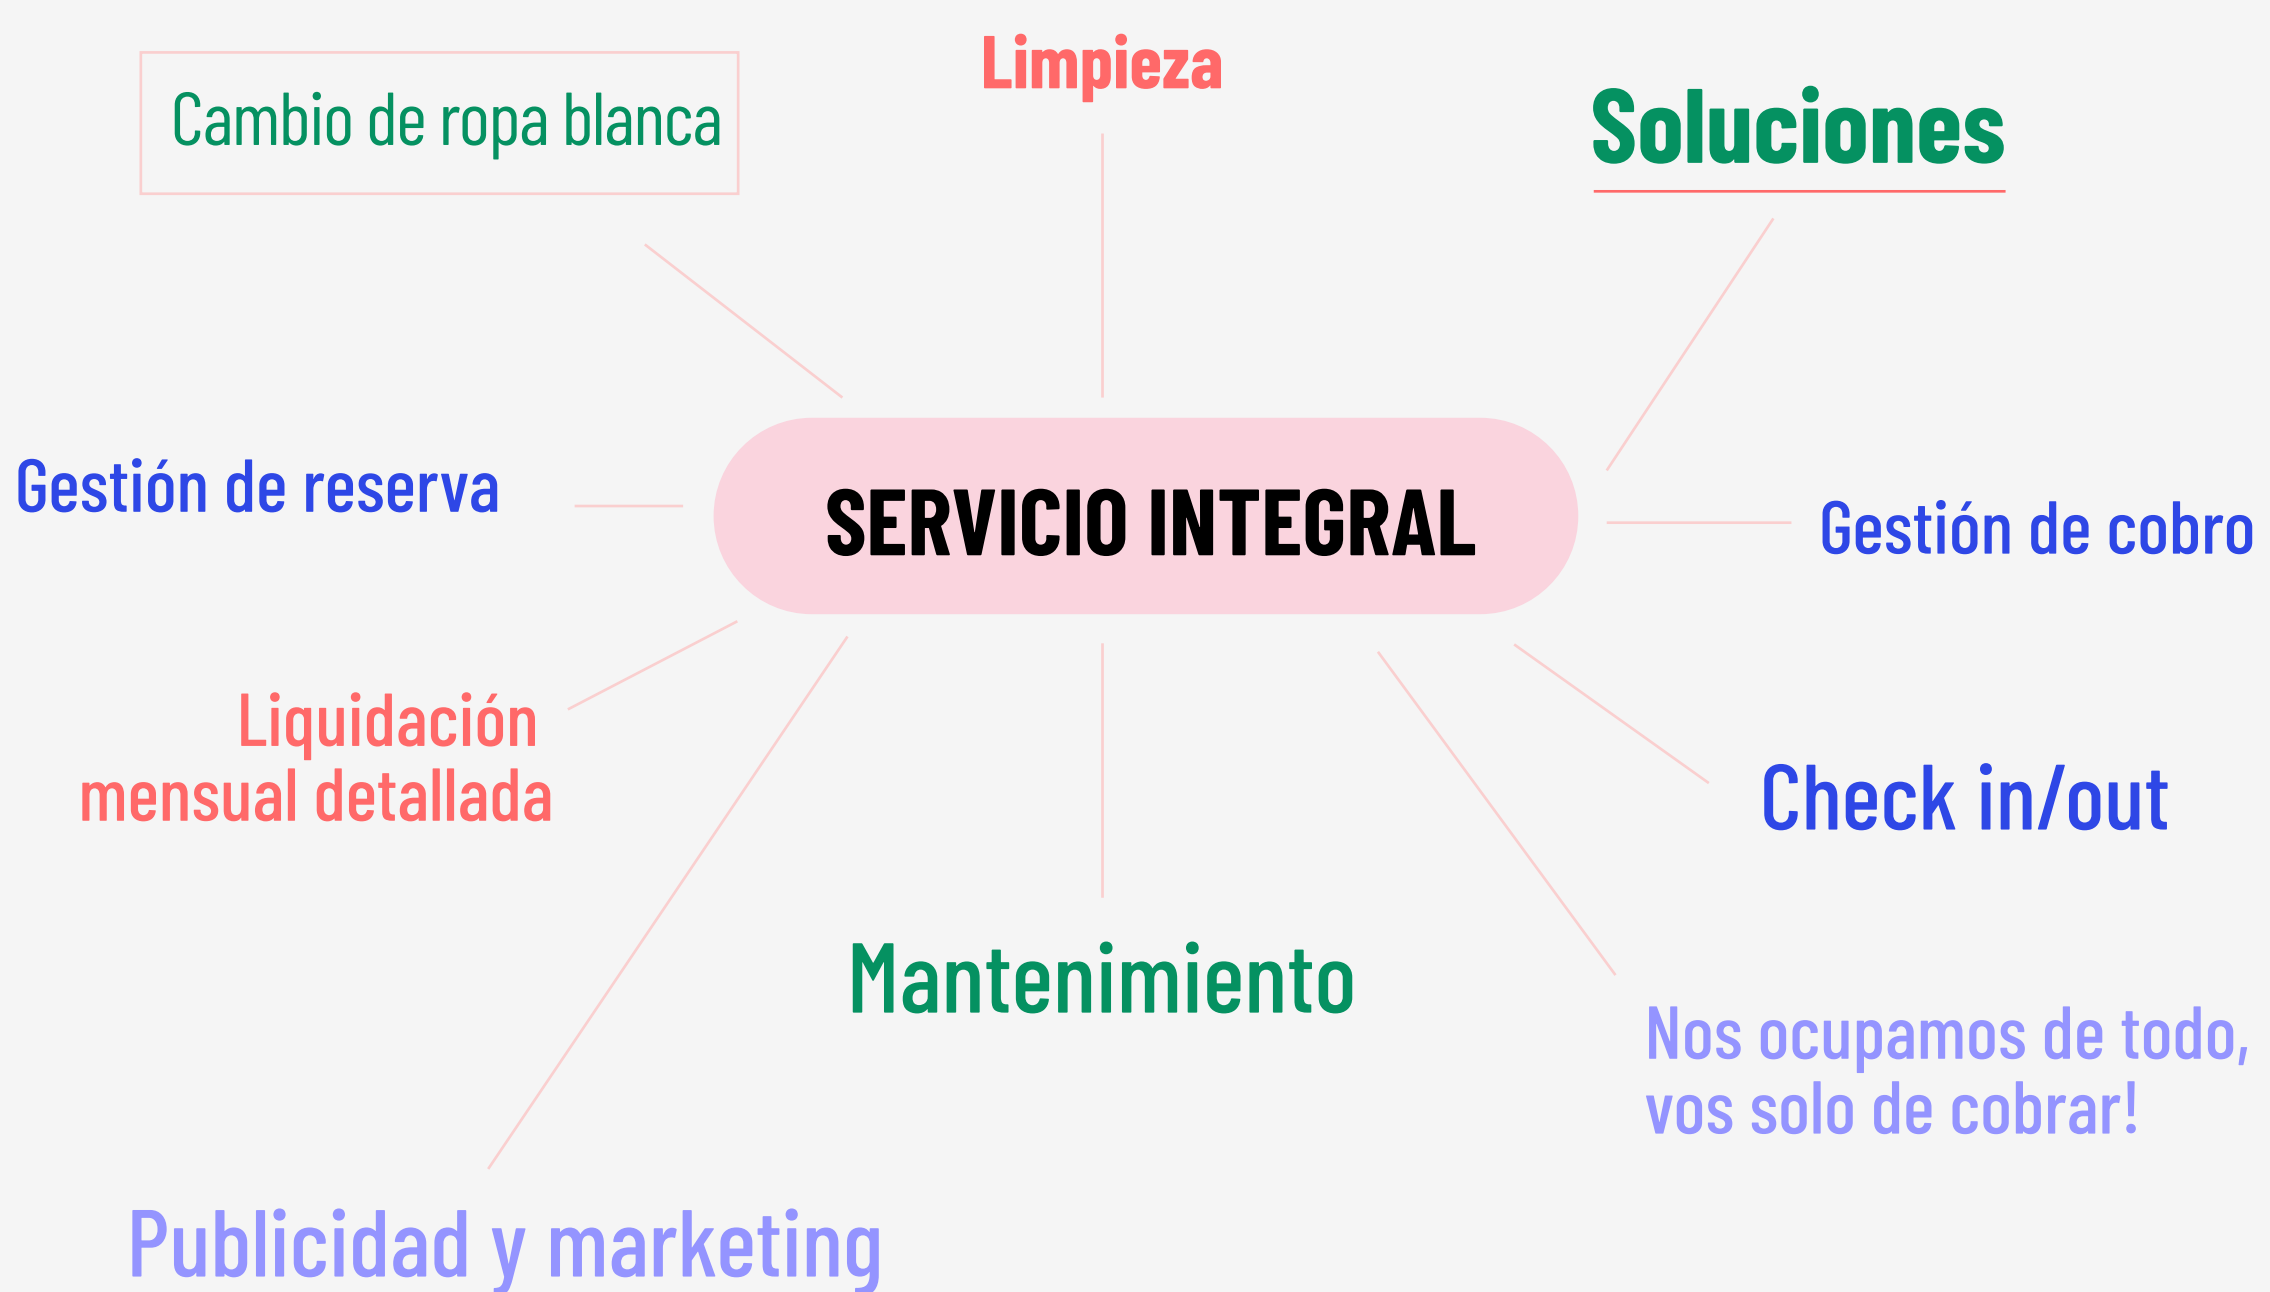 Limpieza
Cambio de ropa blanca
Soluciones
Gestión de reserva
SERVICIO INTEGRAL
Gestión de cobro
Liquidación
mensual detallada
Check in/out
Mantenimiento
Nos ocupamos de todo,
vos solo de cobrar!
Publicidad y marketing